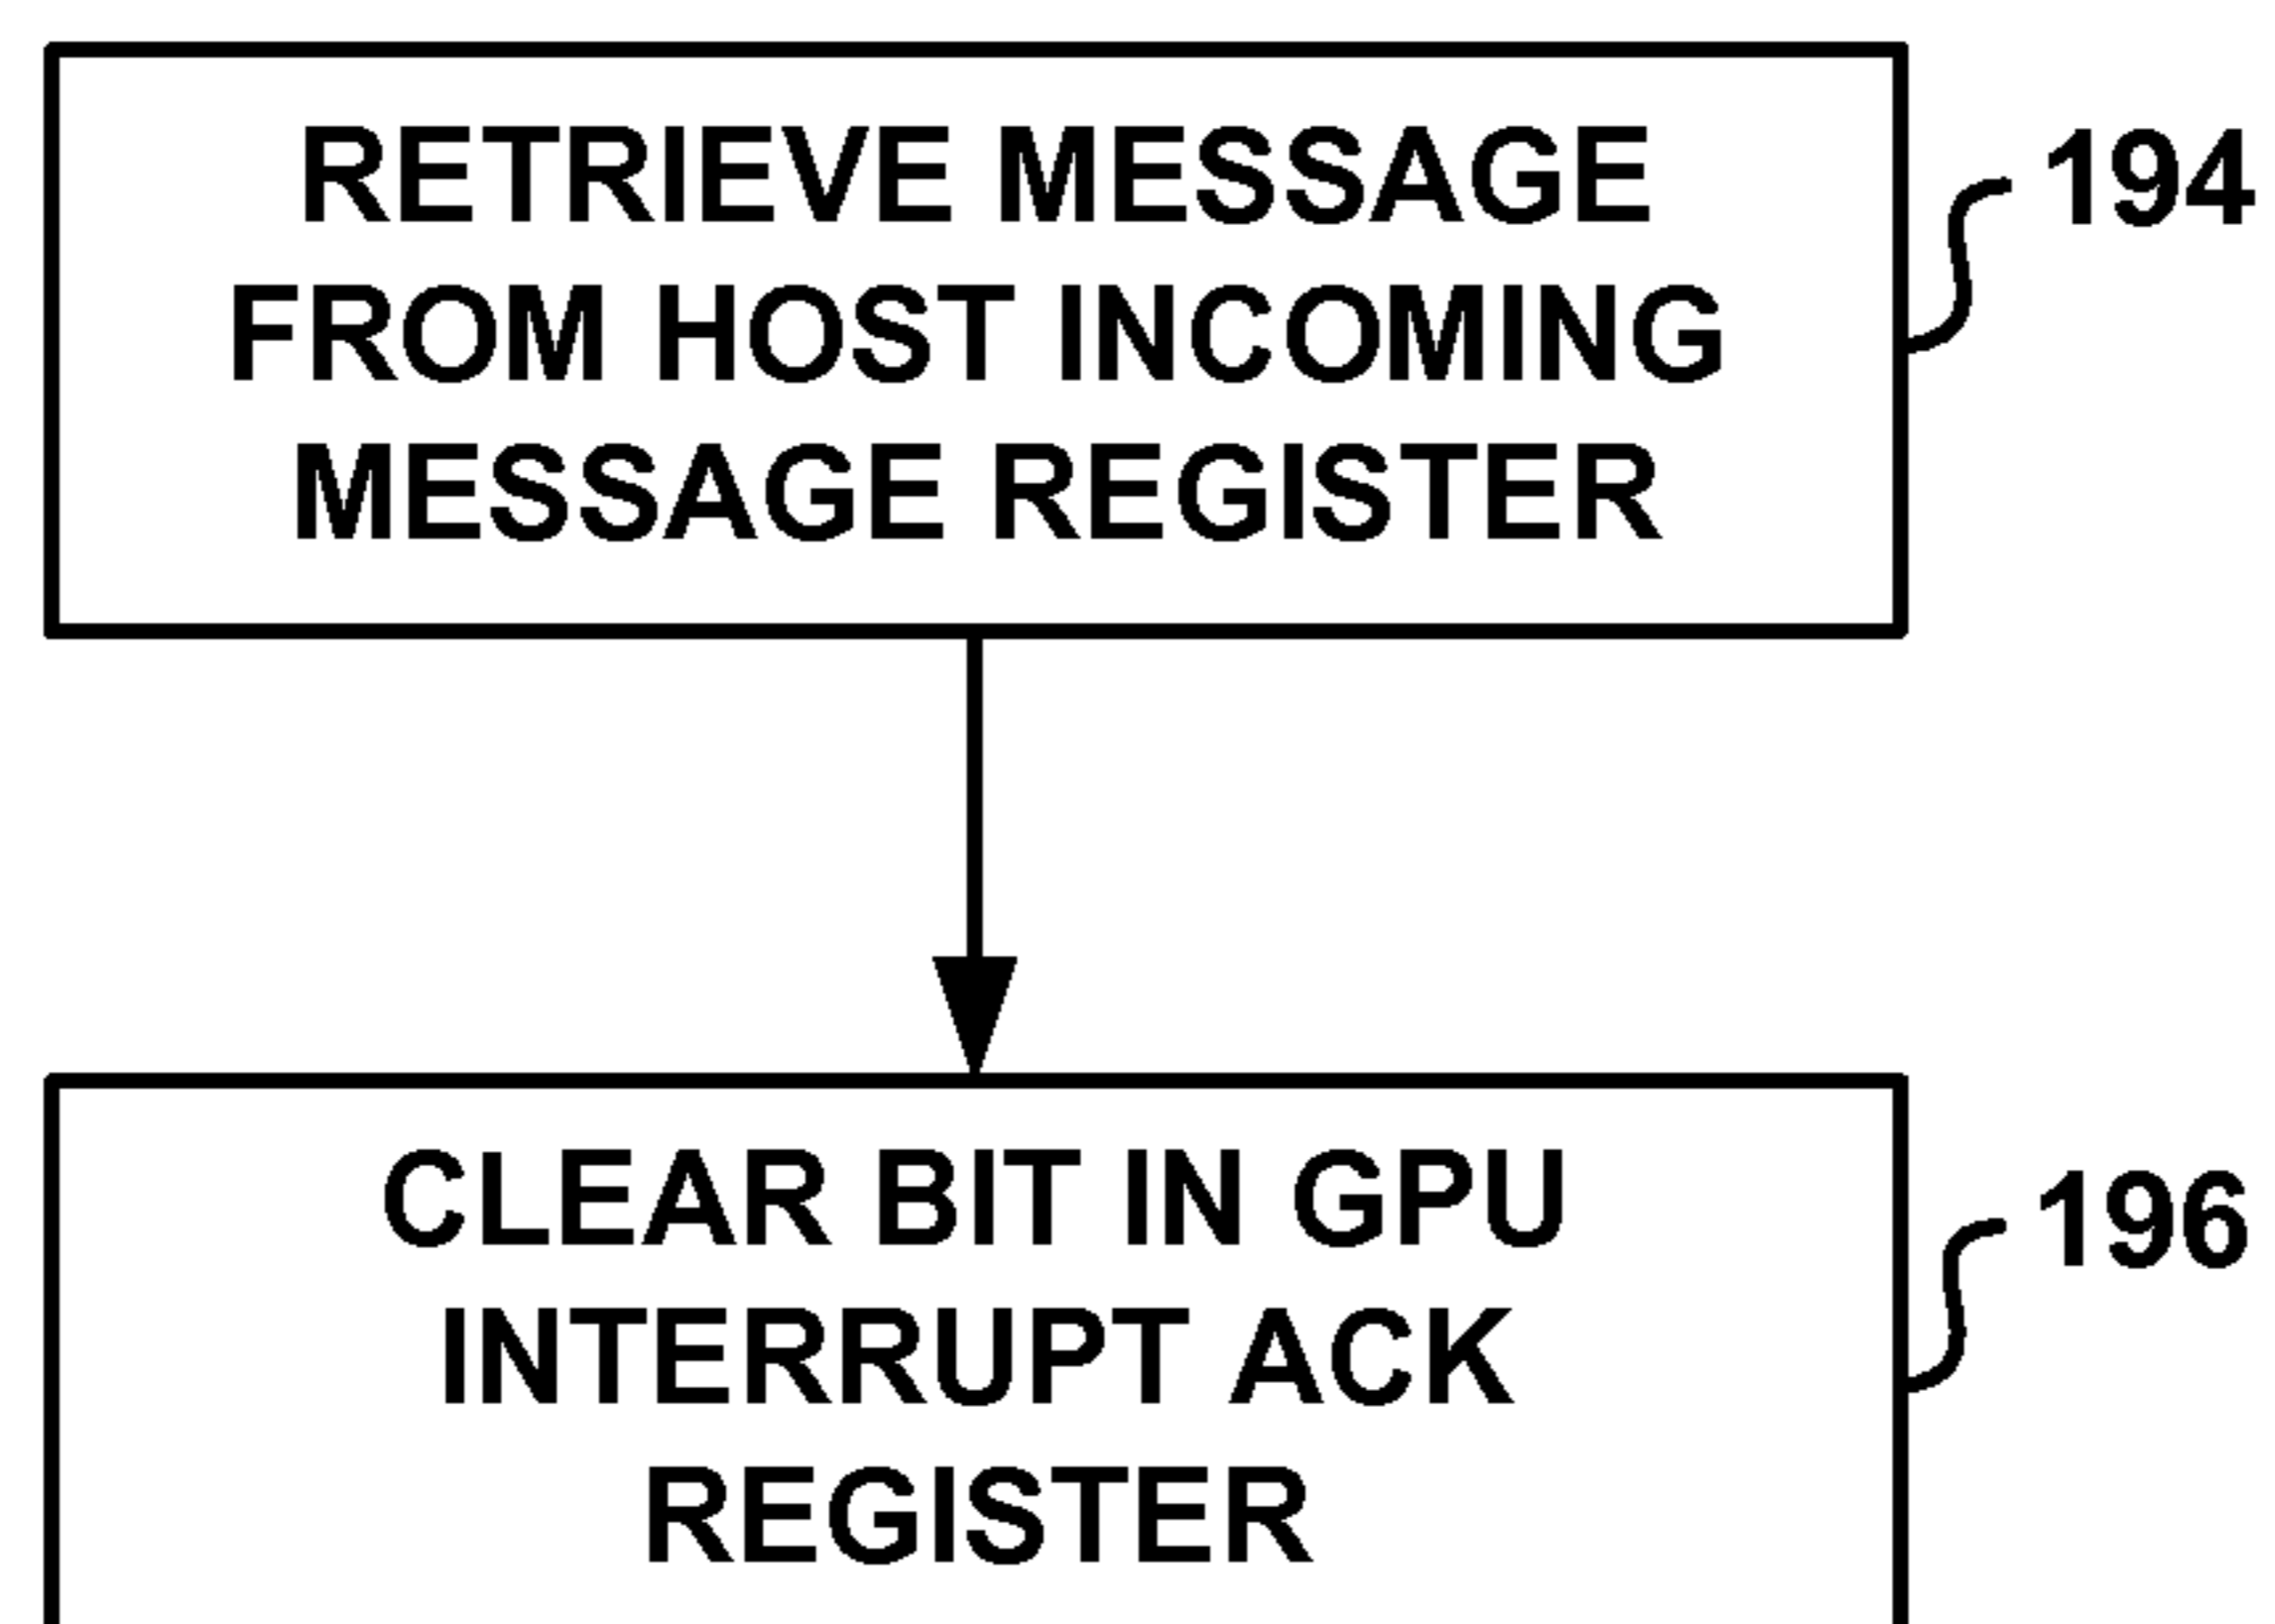 RETRIEVE MESSAGE
FROM HOST INCOMING
MESSAGE REGISTER
194
CLEAR BIT IN GPU
INTERRUPT ACK
REGISTER
196